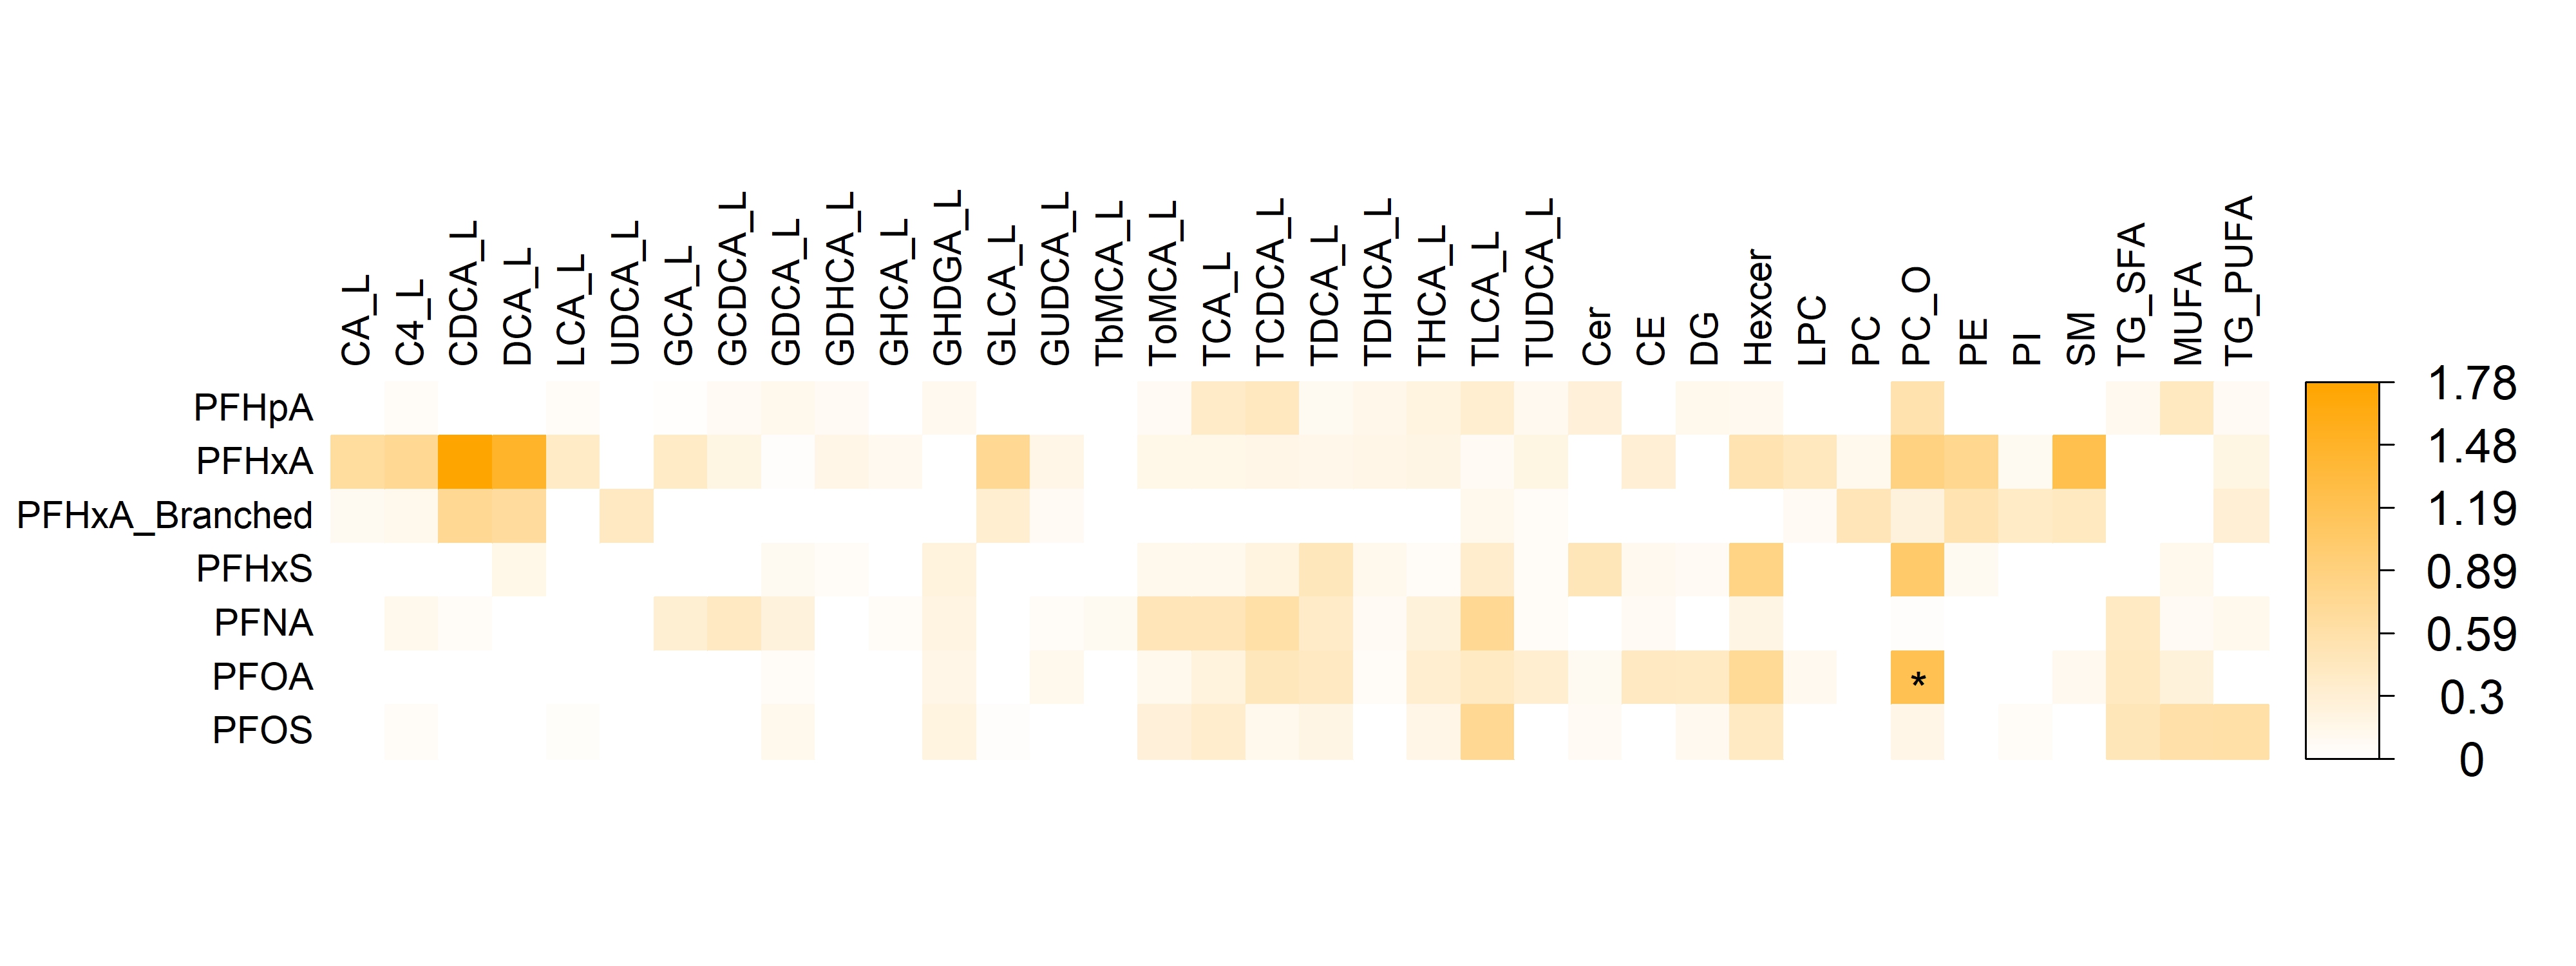 CA_L
C4_L
CDCA_L
DCA_L
LCA_L
UDCA_L
GCA_L
GCDCA_L
GDCA_L
GDHCA_L
GHCA_L
GHDGA_L
GLCA_L
GUDCA_L
TbMCA_L
ToMCA_L
TCA_L
TCDCA_L
TDCA_L
TDHCA_L
THCA_L
TLCA_L
TUDCA_L
Cer
CE
DG
Hexcer
LPC
PC
PC_O
PE
PI
SM
TG_SFA
MUFA
TG_PUFA
PFHpA
PFHxA
PFHxA_Branched
PFHxS
PFNA
PFOA
*
PFOS
1.78
1.48
1.19
0.89
0.59
0.3
0